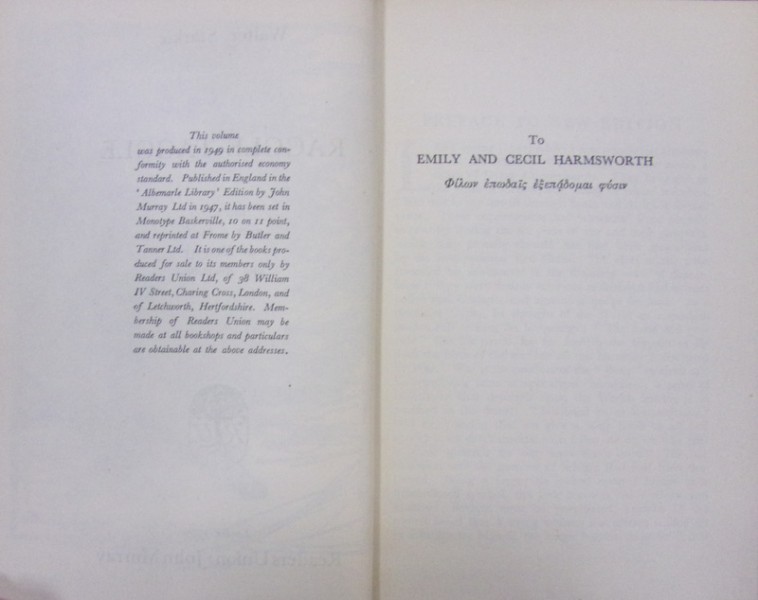 This volume
was produced in 1949 in complete con-
formity with the authorised economy
standard. Published in England in the
‘Albemarle Library’ Edition by John
Murray Ltd in 1947, it has been set in
Monotype Baskerville, 10 on 11 point,
and reprinted at Frome by Butler and
Tanner Ltd. It is one of the books pro-
duced for sale to its members only by
Readers Union Ltd, of 38 William
IV Street, Charing Cross, London, and
of Letchworth, Hertfordshire. Mem-
bership of Readers Union may be
made at all bookshops and particulars
are obtainable at the above addresses.
To
EMILY AND CECIL HARMSWORTH
Φίλων ἐπῳδαῖς ἐξεπᾴδομαι φύσιν